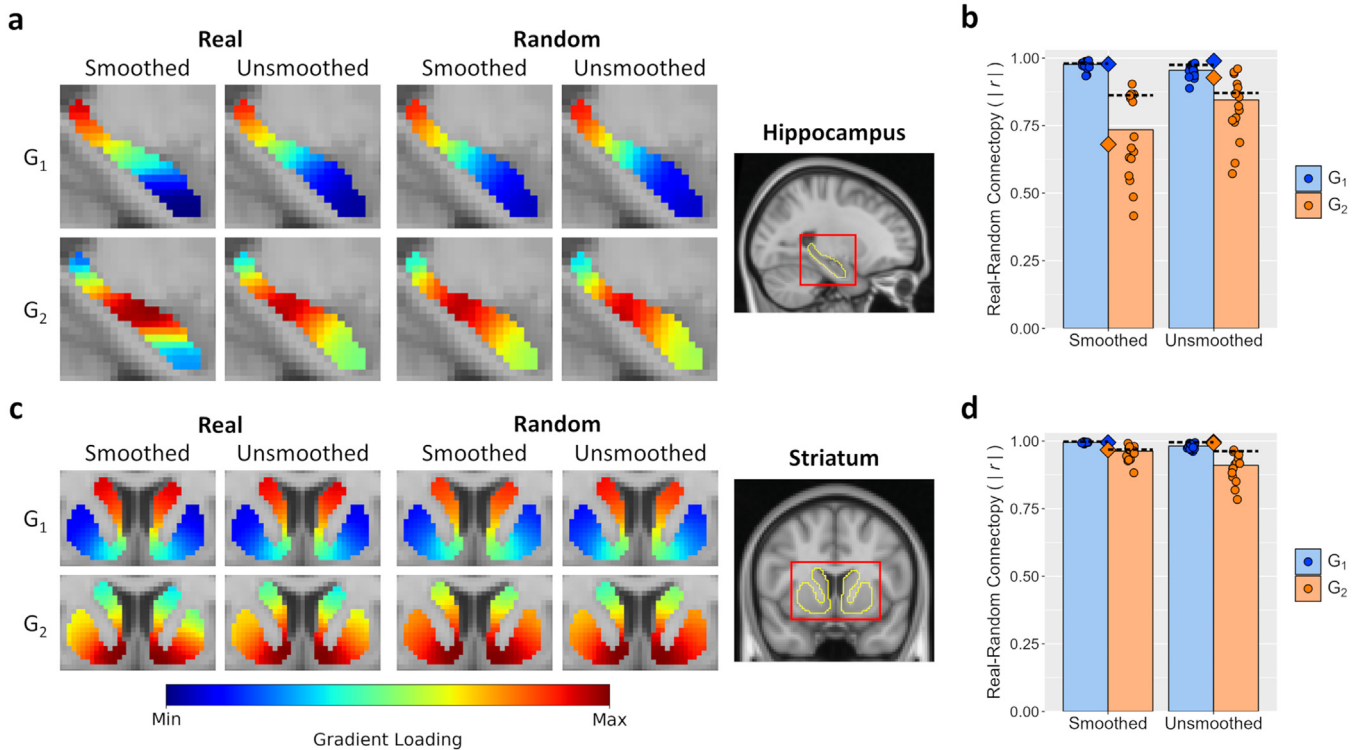 a
Real
Random
Smoothed
Unsmoothed
Smoothed
Unsmoothed
G1
G2
Hippocampus
b
Real-Random Connectopy (|r|)
1.00
0.75
0.50
0.25
0.00
Smoothed
Unsmoothed
G1
G2
c
Real
Random
Smoothed
Unsmoothed
Smoothed
Unsmoothed
G1
G2
Min
Max
Gradient Loading
Striatum
d
Real-Random Connectopy (|r|)
1.00
0.75
0.50
0.25
0.00
Smoothed
Unsmoothed
G1
G2